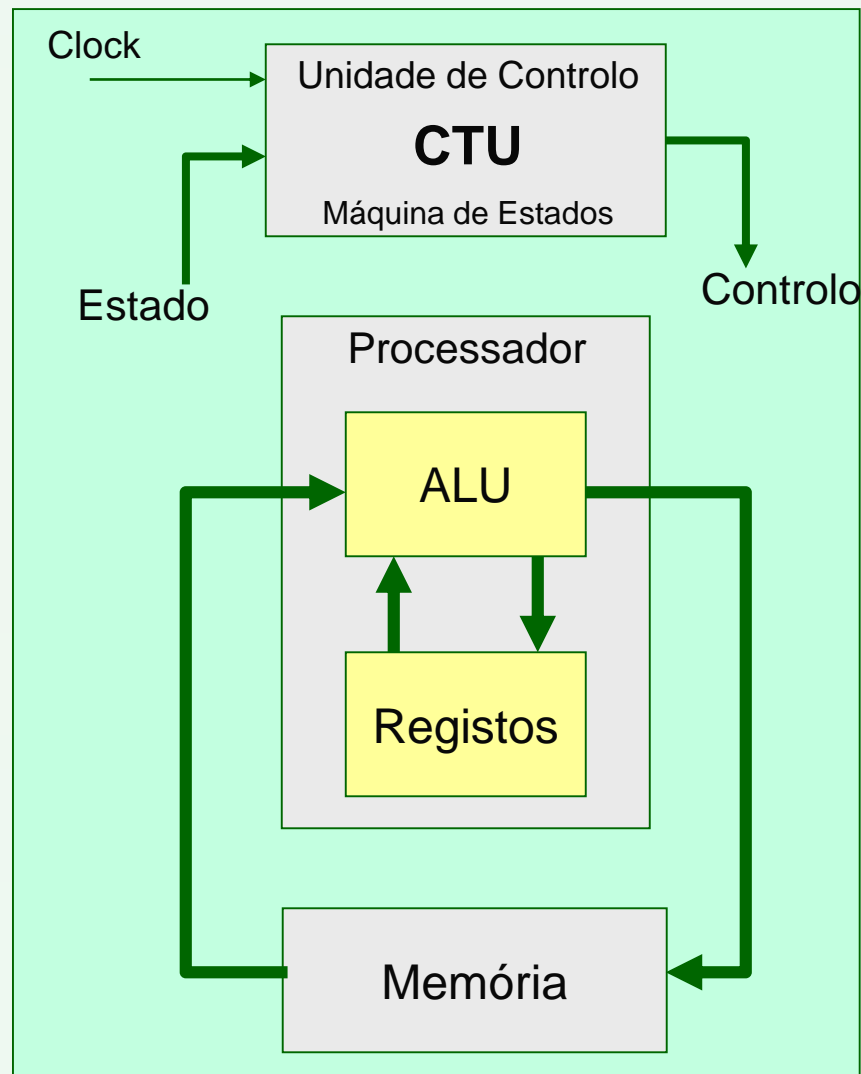 Clock
Unidade de Controlo
CTU
Máquina de Estados
Estado
Controlo
Processador
ALU
Registos
Memória